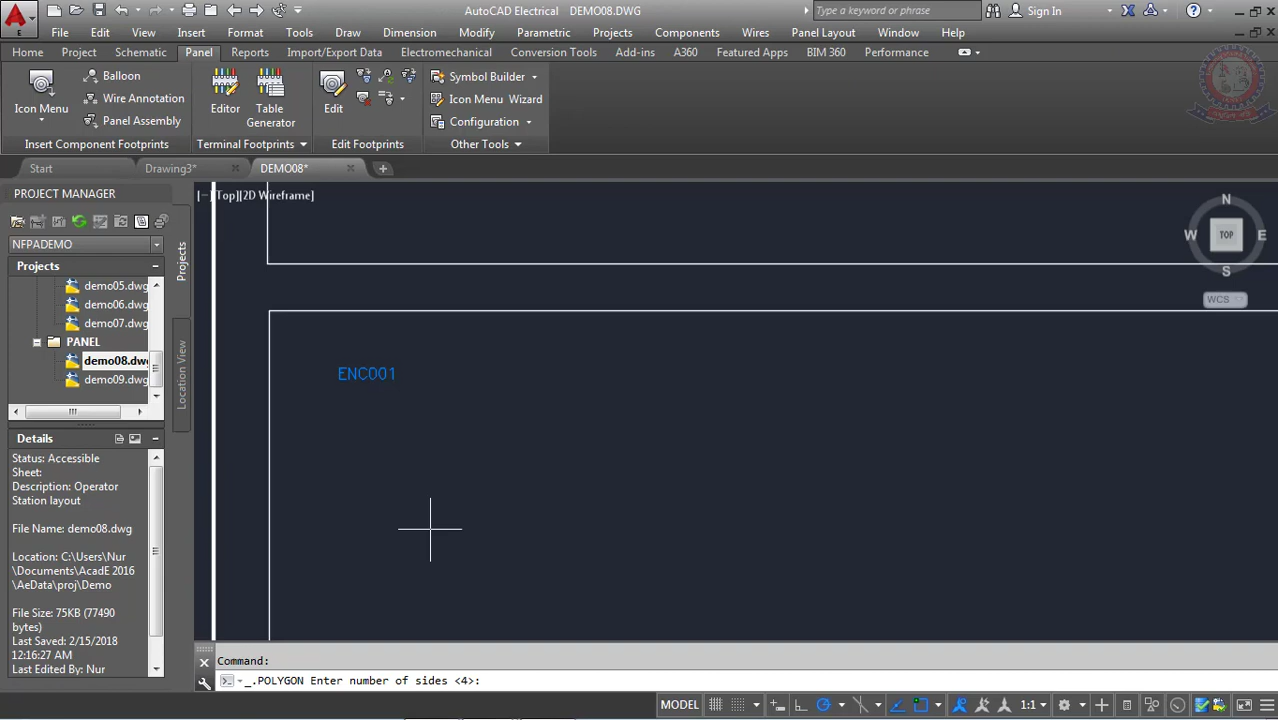 AutoCAD Electrical DEMO08.DWG
Type a keyword or phrase
Sign In
E
File Edit View Insert Format Tools Draw Dimension Modify Parametric Projects Components Wires Panel Layout Window Help
Home Project Schematic Panel Reports Import/Export Data Electromechanical Conversion Tools Add-ins A360 Featured Apps BIM 360 Performance
Icon Menu
Balloon
Wire Annotation
Panel Assembly
Editor
Table
Generator
Edit
Symbol Builder
Icon Menu Wizard
Configuration
Insert Component Footprints
Terminal Footprints
Edit Footprints
Other Tools
Start
Drawing3*
DEMO08*
PROJECT MANAGER
[−] Top][2D Wireframe]
NFPADEMO
Projects
demo05.dwg
demo06.dwg
demo07.dwg
PANEL
demo08.dwg
demo09.dwg
Projects
Location View
Details
Status: Accessible
Sheet:
Description: Operator
Station layout
File Name: demo08.dwg
Location: C:\Users\Nur
\Documents\AcadE 2016
\AeData\proj\Demo
File Size: 75KB (77490
bytes)
Last Saved: 2/15/2018
12:16:27 AM
Last Edited By: Nur
N
W
TOP
E
S
WCS
ENC001
Command:
_.POLYGON Enter number of sides <4>:
MODEL
1:1